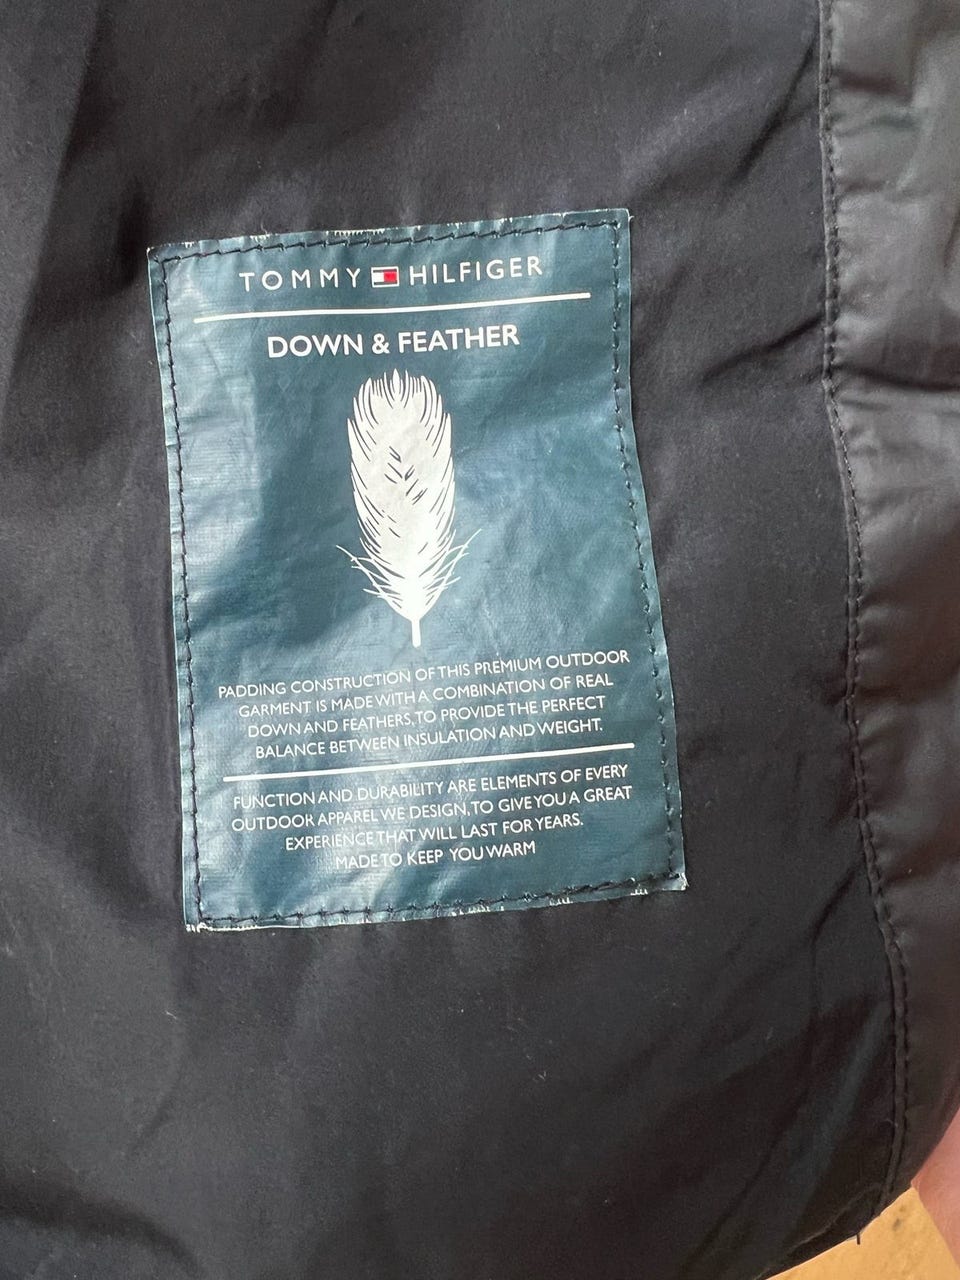 TOMMY HILFIGER
DOWN & FEATHER
PADDING CONSTRUCTION OF THIS PREMIUM OUTDOOR
GARMENT IS MADE WITH A COMBINATION OF REAL
DOWN AND FEATHERS, TO PROVIDE THE PERFECT
BALANCE BETWEEN INSULATION AND WEIGHT.
FUNCTION AND DURABILITY ARE ELEMENTS OF EVERY
OUTDOOR APPAREL WE DESIGN, TO GIVE YOU A GREAT
EXPERIENCE THAT WILL LAST FOR YEARS.
MADE TO KEEP YOU WARM